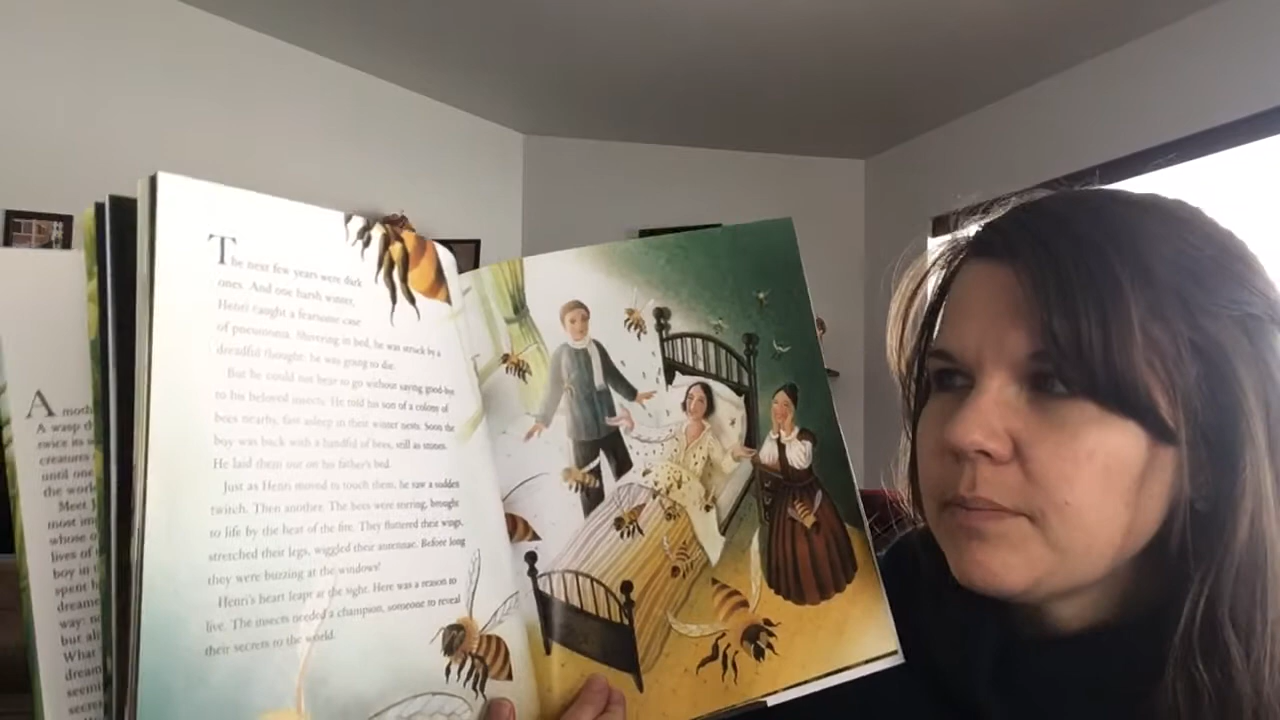 A moth
A wasp th
twice its
creatures
until one
the work
Meet J
most im
whose o
lives of
boy in t
spent h
dreame
way: no
but ali
What
dream
seemi
secre
The next few years were dark
ones. And one harsh winter,
Henri caught a fearsome case
of pneumonia. Shivering in bed, he was struck by a
dreadful thought: he was going to die.
But he could not bear to go without saying good-bye
to his beloved insects. He told his son of a colony of
bees nearby, fast asleep in their winter nests. Soon the
boy was back with a handful of bees, still as stones.
He laid them out on his father's bed.
Just as Henri moved to touch them, he saw a sudden
twitch. Then another. The bees were stirring, brought
to life by the heat of the fire. They fluttered their wings,
stretched their legs, wiggled their antennae. Before long
they were buzzing at the windows!
Henri's heart leapt at the sight. Here was a reason to
live. The insects needed a champion, someone to reveal
their secrets to the world.